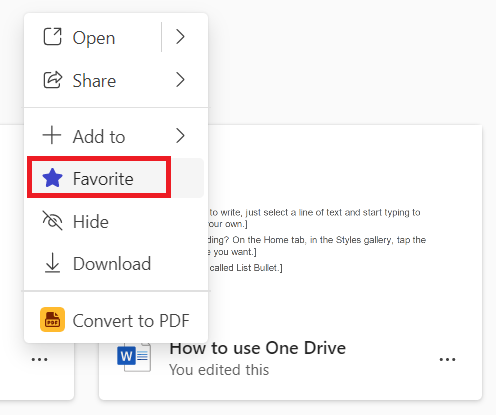 Open
Share
Add to
Favorite
Hide
Download
PDF
Convert to PDF
to write, just select a line of text and start typing to
our own.]
ding? On the Home tab, in the Styles gallery, tap the
e you want.]
called List Bullet.]
W
How to use One Drive
You edited this